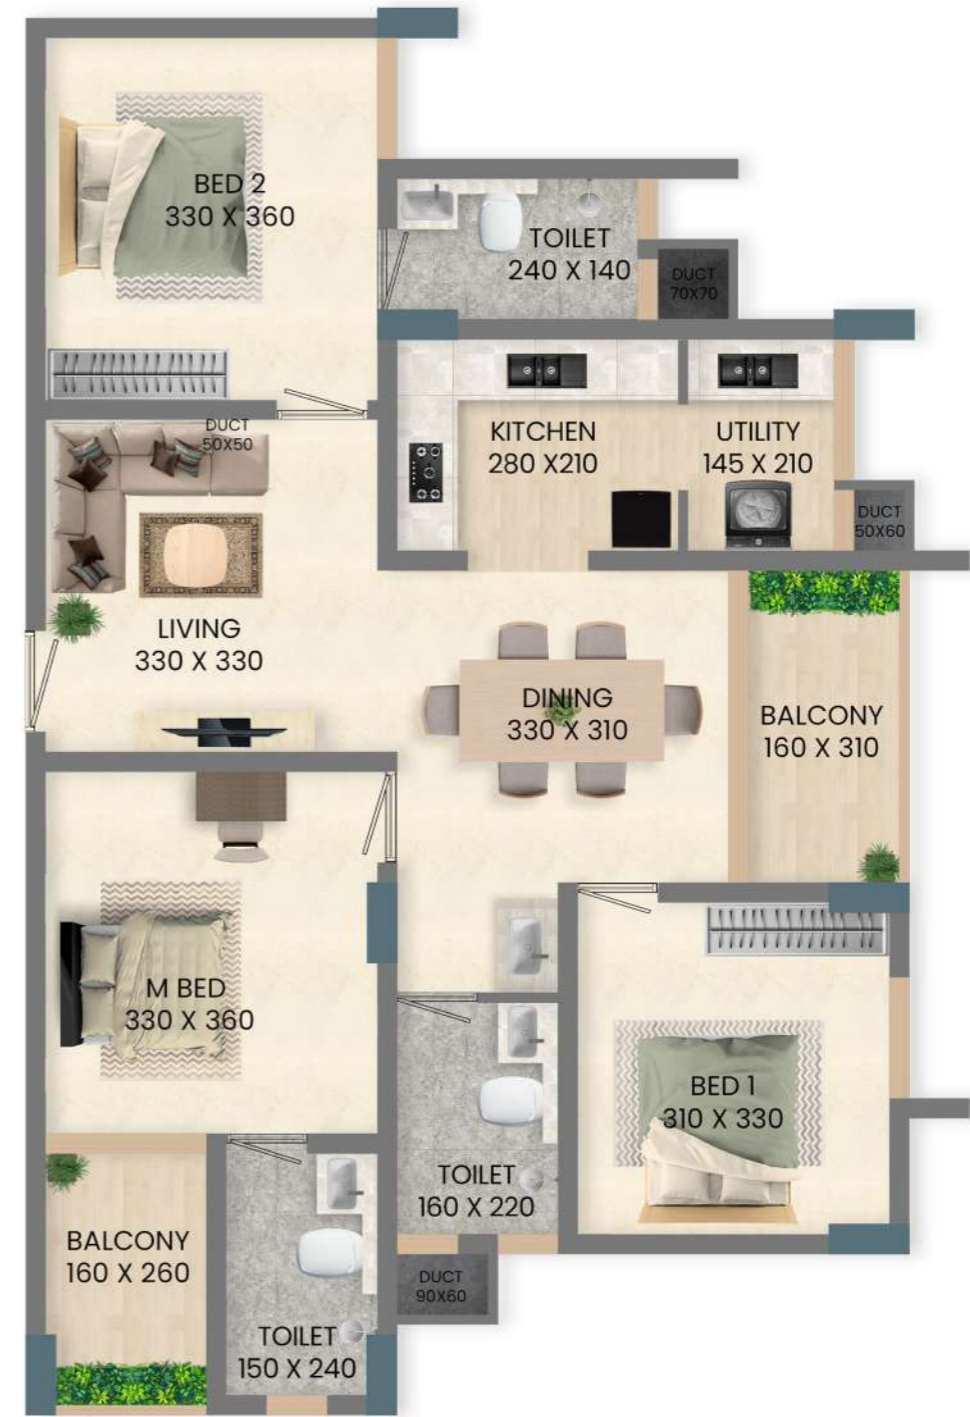 BED 2
330 X 360
TOILET
240 X 140
DUCT
70X70
DUCT
50X50
KITCHEN
280 X210
UTILITY
145 X 210
DUCT
50X60
LIVING
330 X 330
DINING
330 X 310
BALCONY
160 X 310
M BED
330 X 360
BED 1
310 X 330
TOILET
160 X 220
BALCONY
160 X 260
DUCT
90X60
TOILET
150 X 240